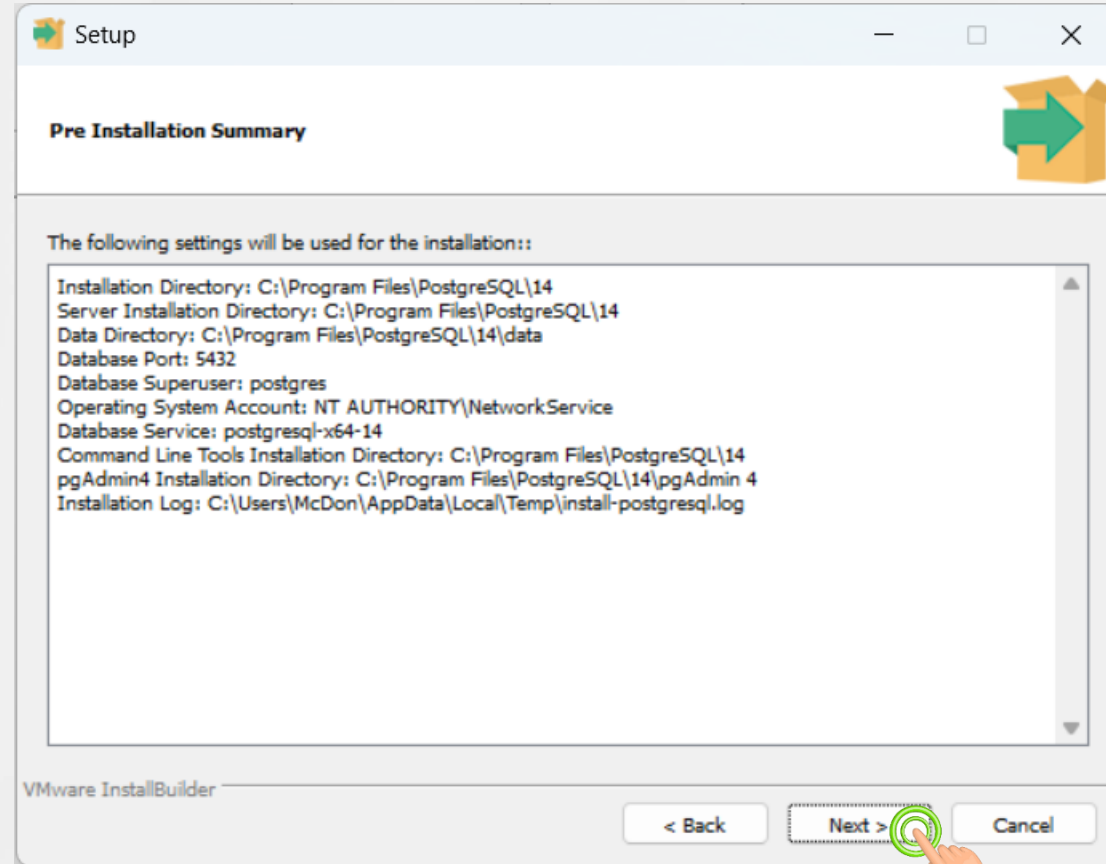 Setup
Pre Installation Summary
The following settings will be used for the installation::
Installation Directory: C:\Program Files\PostgreSQL\14
Server Installation Directory: C:\Program Files\PostgreSQL\14
Data Directory: C:\Program Files\PostgreSQL\14\data
Database Port: 5432
Database Superuser: postgres
Operating System Account: NT AUTHORITY\NetworkService
Database Service: postgresql-x64-14
Command Line Tools Installation Directory: C:\Program Files\PostgreSQL\14
pgAdmin4 Installation Directory: C:\Program Files\PostgreSQL\14\pgAdmin 4
Installation Log: C:\Users\McDon\AppData\Local\Temp\install-postgresql.log
VMware InstallBuilder
< Back Next > Cancel